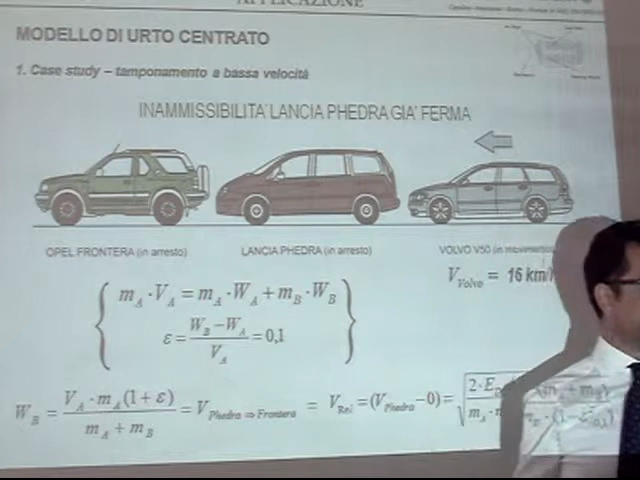 APPLICAZIONE
MODELLO DI URTO CENTRATO
1. Case study – tamponamento a bassa velocità
INAMMISSIBILITA' LANCIA PHEDRA GIA' FERMA
OPEL FRONTERA (in arresto) LANCIA PHEDRA (in arresto) VOLVO V50 (in movimento)
V_Volvo = 16 km/
m_A · V_A = m_A · W_A + m_B · W_B
ε = (W_B − W_A) / V_A = 0,1
W_B = V_A · m_A (1 + ε) / (m_A + m_B) = V_Phedra ⇒ Frontera = V_Rel = (V_Phedra − 0) =